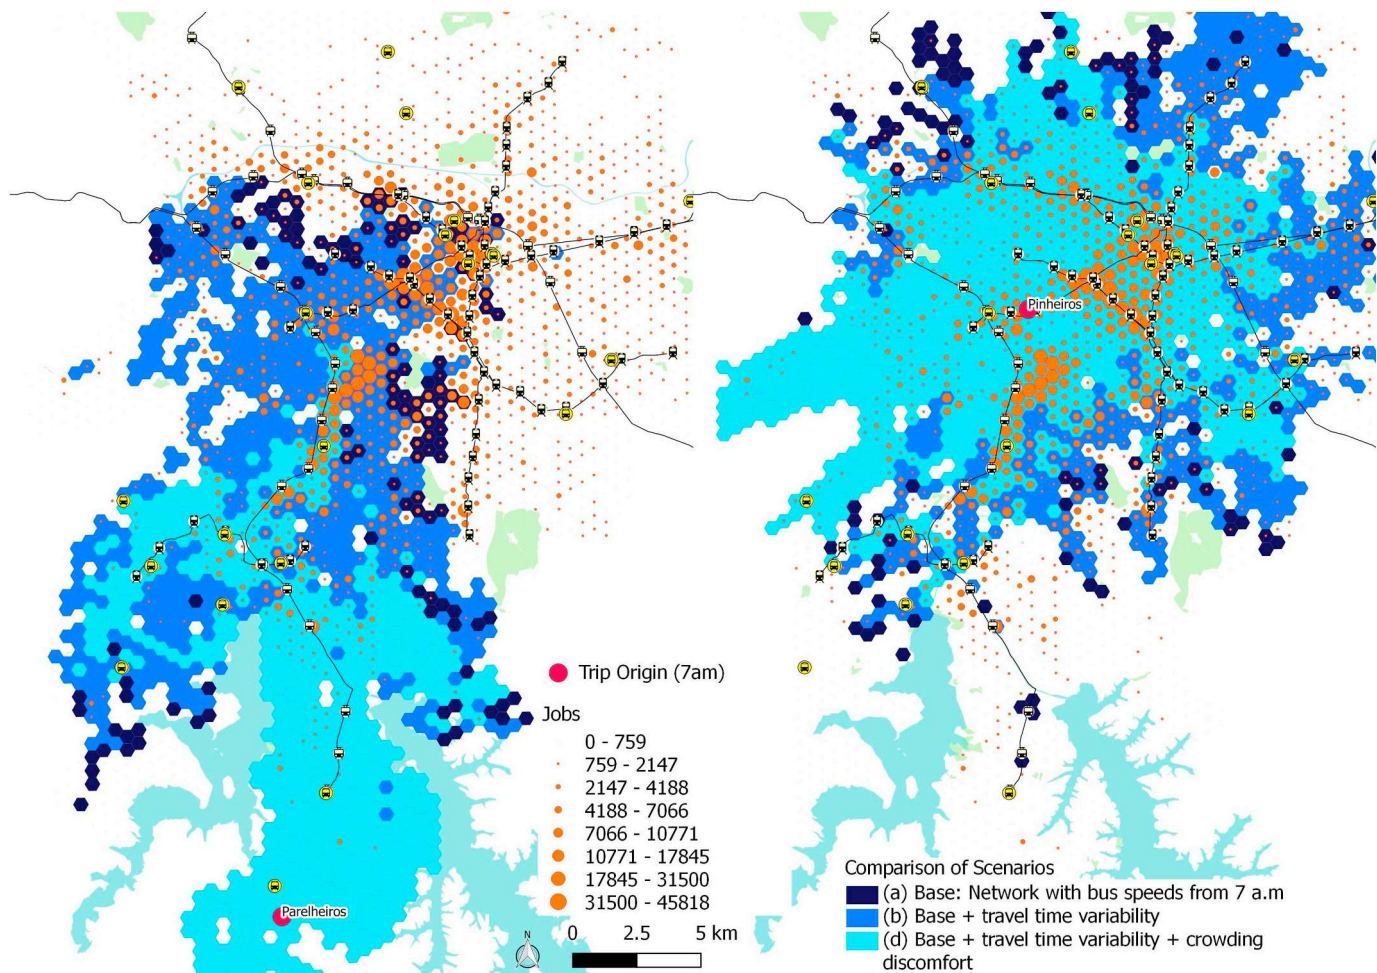 Pinheiros
Trip Origin (7am)
Jobs
0 - 759
759 - 2147
2147 - 4188
4188 - 7066
7066 - 10771
10771 - 17845
17845 - 31500
31500 - 45818
0 2.5 5 km
N
Parelheiros
Comparison of Scenarios
(a) Base: Network with bus speeds from 7 a.m
(b) Base + travel time variability
(d) Base + travel time variability + crowding
discomfort